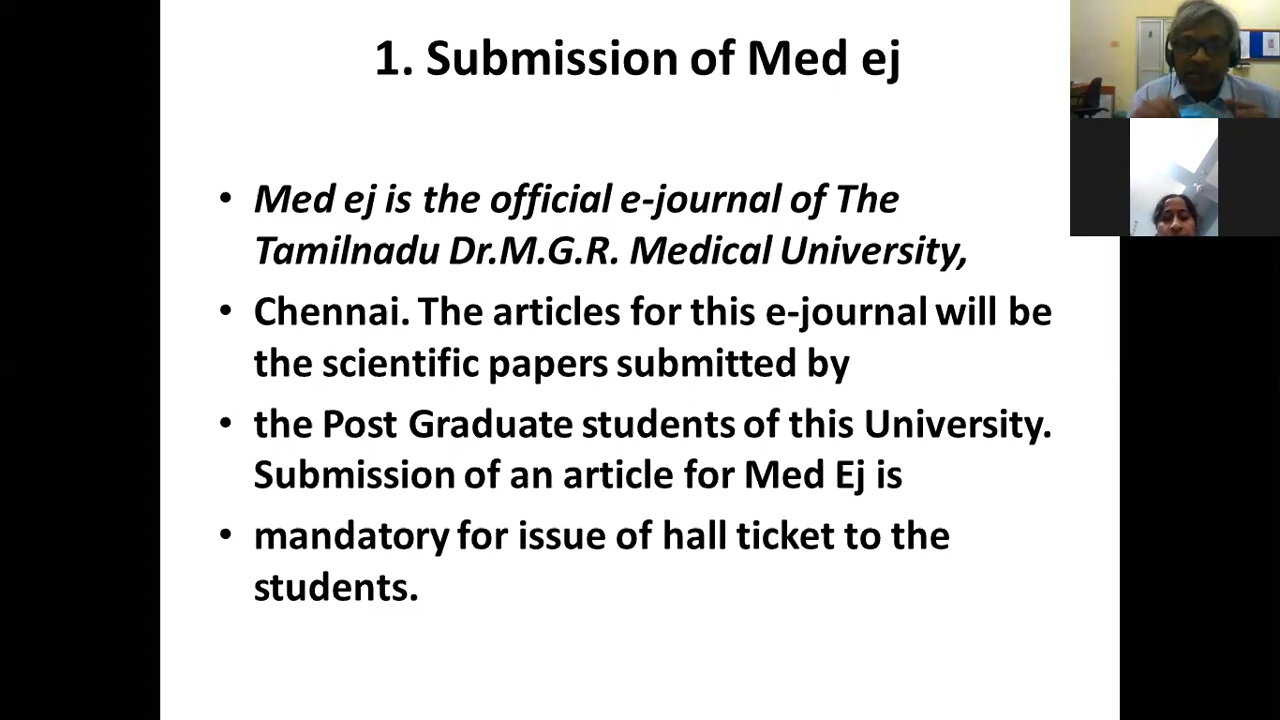 1. Submission of Med ej
• Med ej is the official e-journal of The
Tamilnadu Dr.M.G.R. Medical University,
• Chennai. The articles for this e-journal will be
the scientific papers submitted by
• the Post Graduate students of this University.
Submission of an article for Med Ej is
• mandatory for issue of hall ticket to the
students.